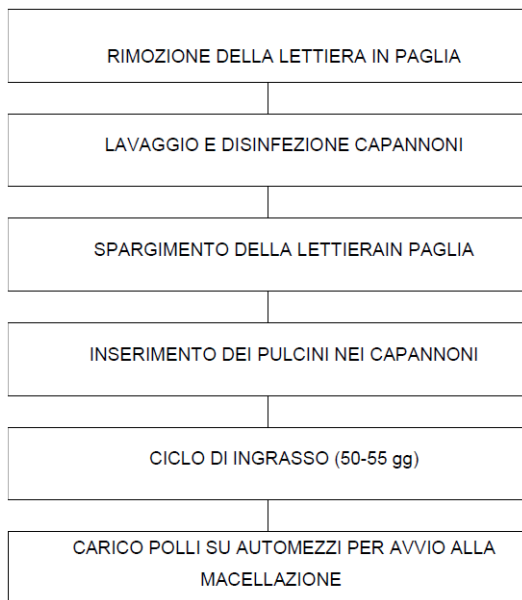 RIMOZIONE DELLA LETTIERA IN PAGLIA
LAVAGGIO E DISINFEZIONE CAPANNONI
SPARGIMENTO DELLA LETTIERAIN PAGLIA
INSERIMENTO DEI PULCINI NEI CAPANNONI
CICLO DI INGRASSO (50-55 gg)
CARICO POLLI SU AUTOMEZZI PER AVVIO ALLA
MACELLAZIONE